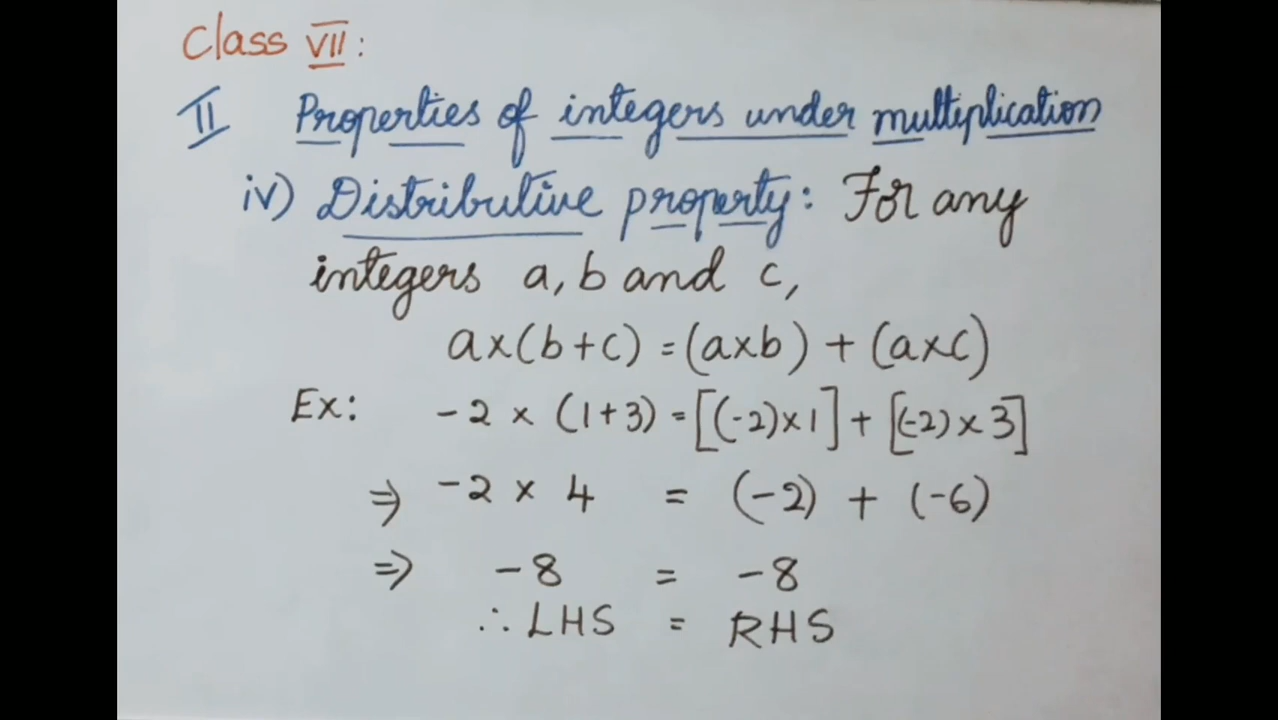 Class VII:
II Properties of integers under multiplication
iv) Distributive property: For any
integers a, b and c,
a×(b+c) = (a×b) + (a×c)
Ex: -2 × (1+3) = [(-2)×1] + [(-2)×3]
⇒ -2 × 4 = (-2) + (-6)
⇒ -8 = -8
∴ LHS = RHS